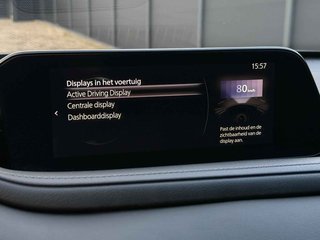 15:57
Displays in het voertuig
Active Driving Display
Centrale display
Dashboarddisplay
80 km/h
Past de inhoud en de
zichtbaarheid van de
display aan.